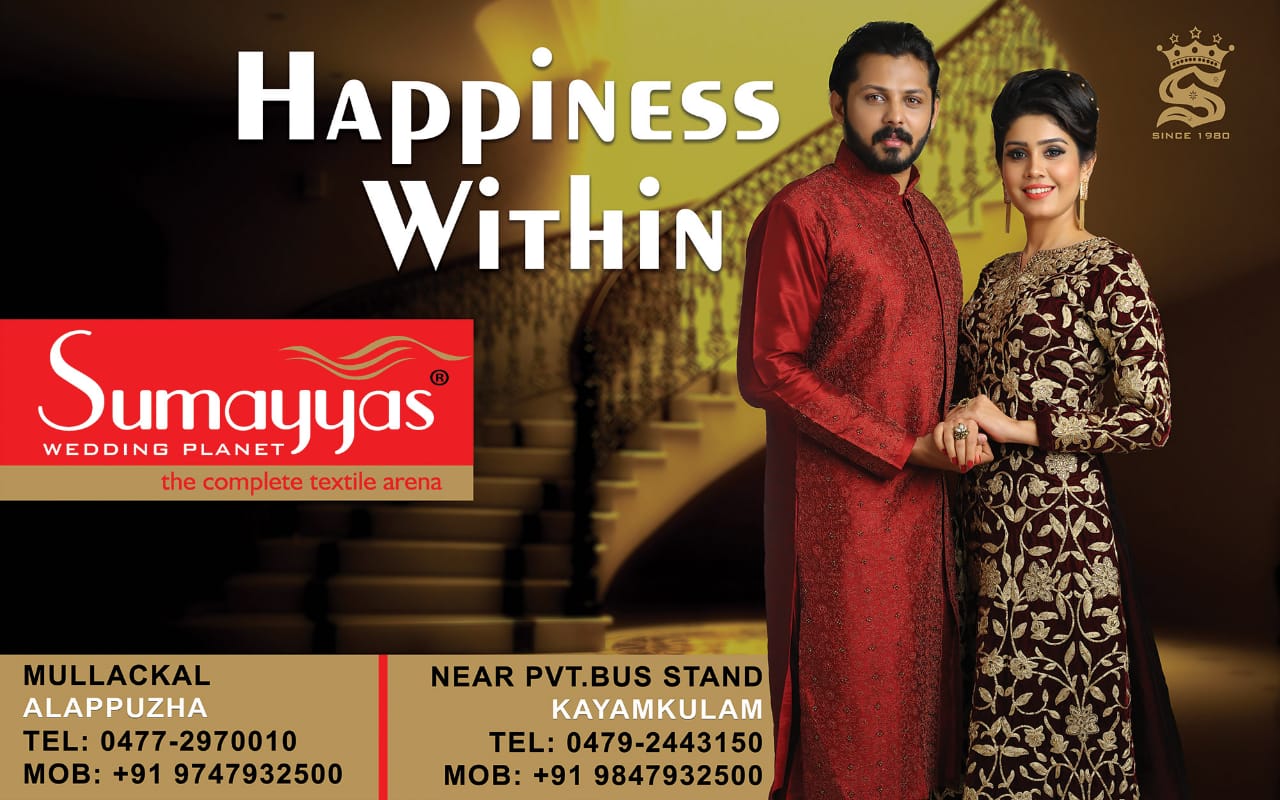 Happiness
Within
S
SINCE 1980
Sumayyas®
WEDDING PLANET
the complete textile arena
MULLACKAL
ALAPPUZHA
TEL: 0477-2970010
MOB: +91 9747932500
NEAR PVT.BUS STAND
KAYAMKULAM
TEL: 0479-2443150
MOB: +91 9847932500